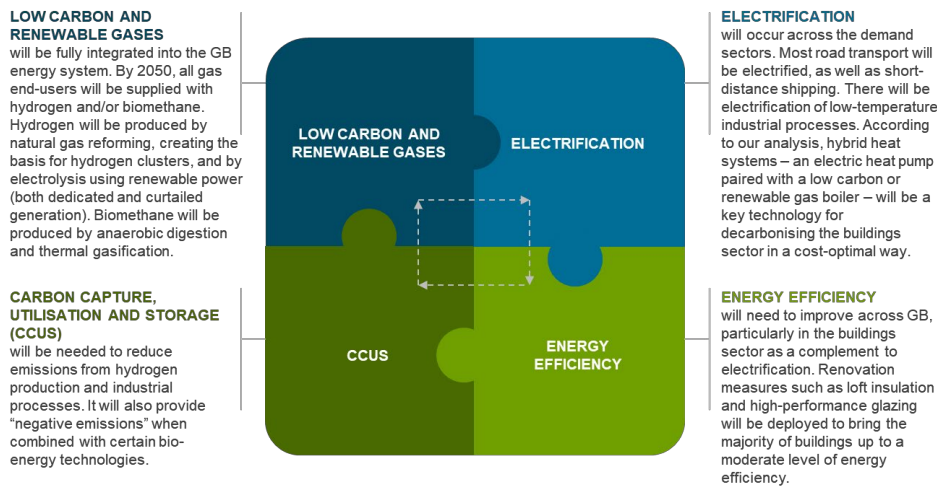 LOW CARBON AND
RENEWABLE GASES
will be fully integrated into the GB
energy system. By 2050, all gas
end-users will be supplied with
hydrogen and/or biomethane.
Hydrogen will be produced by
natural gas reforming, creating the
basis for hydrogen clusters, and by
electrolysis using renewable power
(both dedicated and curtailed
generation). Biomethane will be
produced by anaerobic digestion
and thermal gasification.
CARBON CAPTURE,
UTILISATION AND STORAGE
(CCUS)
will be needed to reduce
emissions from hydrogen
production and industrial
processes. It will also provide
“negative emissions” when
combined with certain bio-
energy technologies.
LOW CARBON AND
RENEWABLE GASES
ELECTRIFICATION
CCUS
ENERGY
EFFICIENCY
ELECTRIFICATION
will occur across the demand
sectors. Most road transport will
be electrified, as well as short-
distance shipping. There will be
electrification of low-temperature
industrial processes. According
to our analysis, hybrid heat
systems – an electric heat pump
paired with a low carbon or
renewable gas boiler – will be a
key technology for
decarbonising the buildings
sector in a cost-optimal way.
ENERGY EFFICIENCY
will need to improve across GB,
particularly in the buildings
sector as a complement to
electrification. Renovation
measures such as loft insulation
and high-performance glazing
will be deployed to bring the
majority of buildings up to a
moderate level of energy
efficiency.